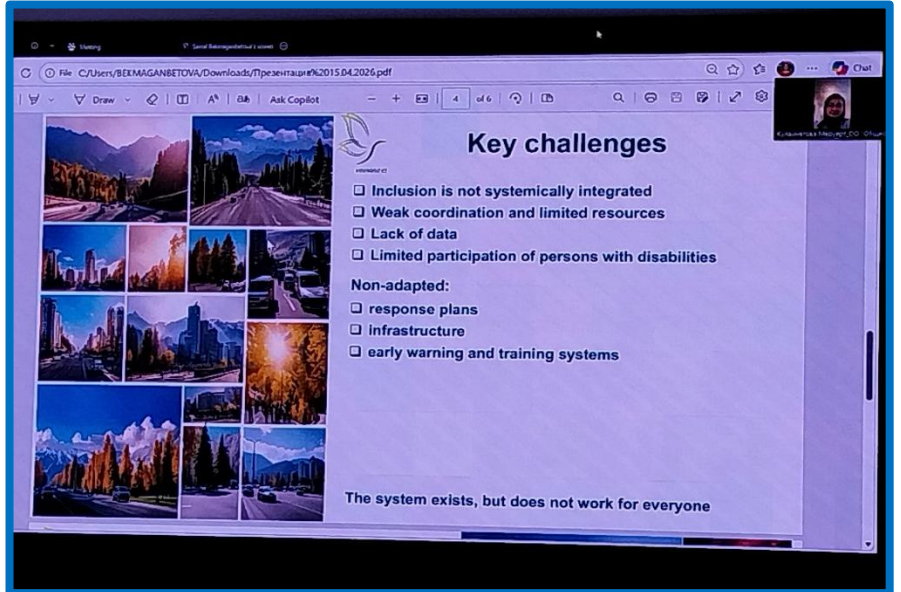 Meeting
File C:/Users/BEKMAGANBETOVA/Downloads/Презентация%2015.04.2026.pdf
Chat
Draw
Ask Copilot
4 of 6
Key challenges
Inclusion is not systemically integrated
Weak coordination and limited resources
Lack of data
Limited participation of persons with disabilities
Non-adapted:
response plans
infrastructure
early warning and training systems
The system exists, but does not work for everyone